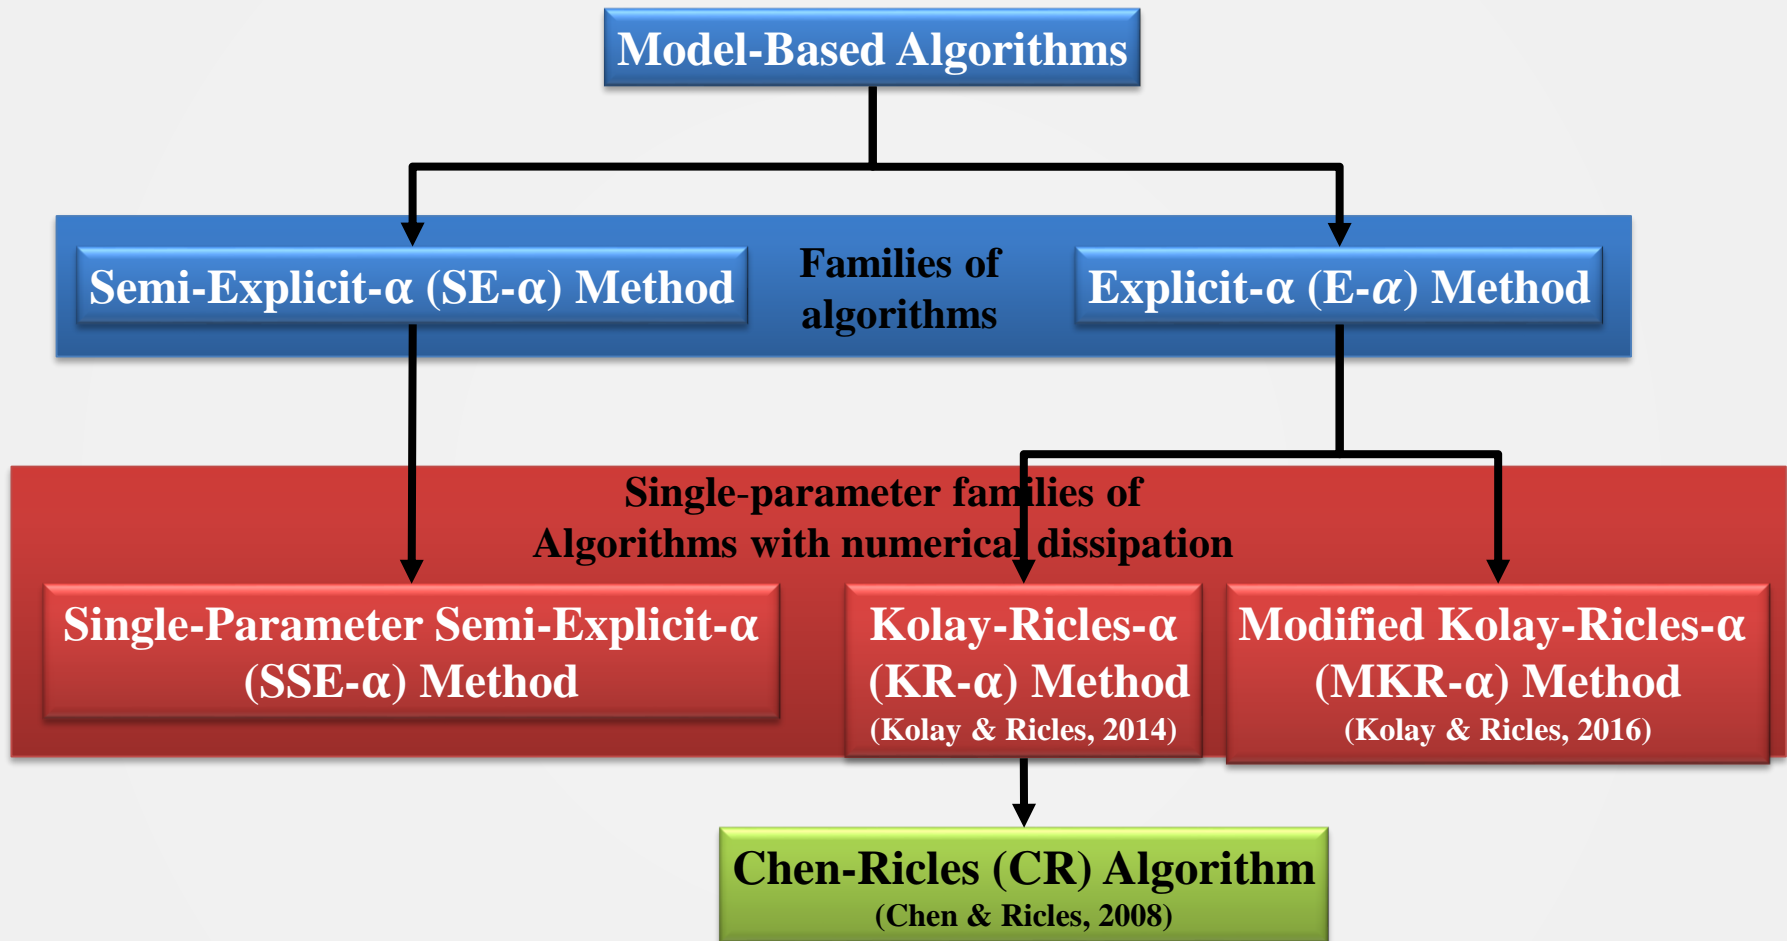 Model-Based Algorithms
Semi-Explicit-α (SE-α) Method
Families of
algorithms
Explicit-α (E-α) Method
Single-parameter families of
Algorithms with numerical dissipation
Single-Parameter Semi-Explicit-α
(SSE-α) Method
Kolay-Ricles-α
(KR-α) Method
(Kolay & Ricles, 2014)
Modified Kolay-Ricles-α
(MKR-α) Method
(Kolay & Ricles, 2016)
Chen-Ricles (CR) Algorithm
(Chen & Ricles, 2008)